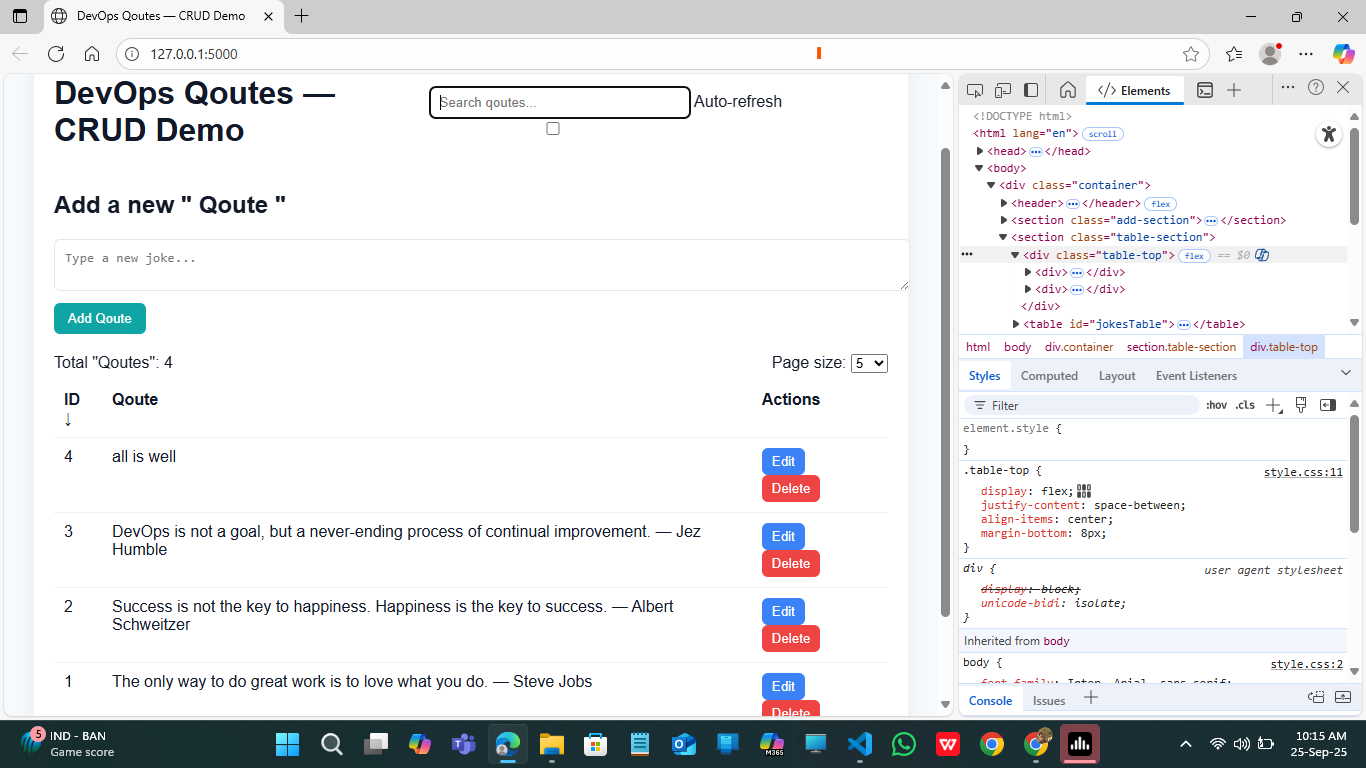 DevOps Qoutes — CRUD Demo
127.0.0.1:5000
DevOps Qoutes —
CRUD Demo
Search qoutes...
Auto-refresh
Add a new " Qoute "
Type a new joke...
Add Qoute
Total "Qoutes": 4
Page size: 5
ID ↓
Qoute
Actions
4
all is well
Edit
Delete
3
DevOps is not a goal, but a never-ending process of continual improvement. — Jez
Humble
Edit
Delete
2
Success is not the key to happiness. Happiness is the key to success. — Albert
Schweitzer
Edit
Delete
1
The only way to do great work is to love what you do. — Steve Jobs
Edit
Delete
Elements
<!DOCTYPE html>
<html lang="en"> scroll
<head> ••• </head>
<body>
<div class="container">
<header> ••• </header> flex
<section class="add-section"> ••• </section>
<section class="table-section">
••• <div class="table-top"> flex == $0
<div> ••• </div>
<div> ••• </div>
</div>
<table id="jokesTable"> ••• </table>
html body div.container section.table-section div.table-top
Styles Computed Layout Event Listeners
Filter :hov .cls
element.style {
}
.table-top { style.css:11
display: flex;
justify-content: space-between;
align-items: center;
margin-bottom: 8px;
}
div { user agent stylesheet
display: block;
unicode-bidi: isolate;
}
Inherited from body
body { style.css:2
font-family: Inter, Arial, sans-serif;
Console Issues
5
IND - BAN
Game score
M365
10:15 AM
25-Sep-25